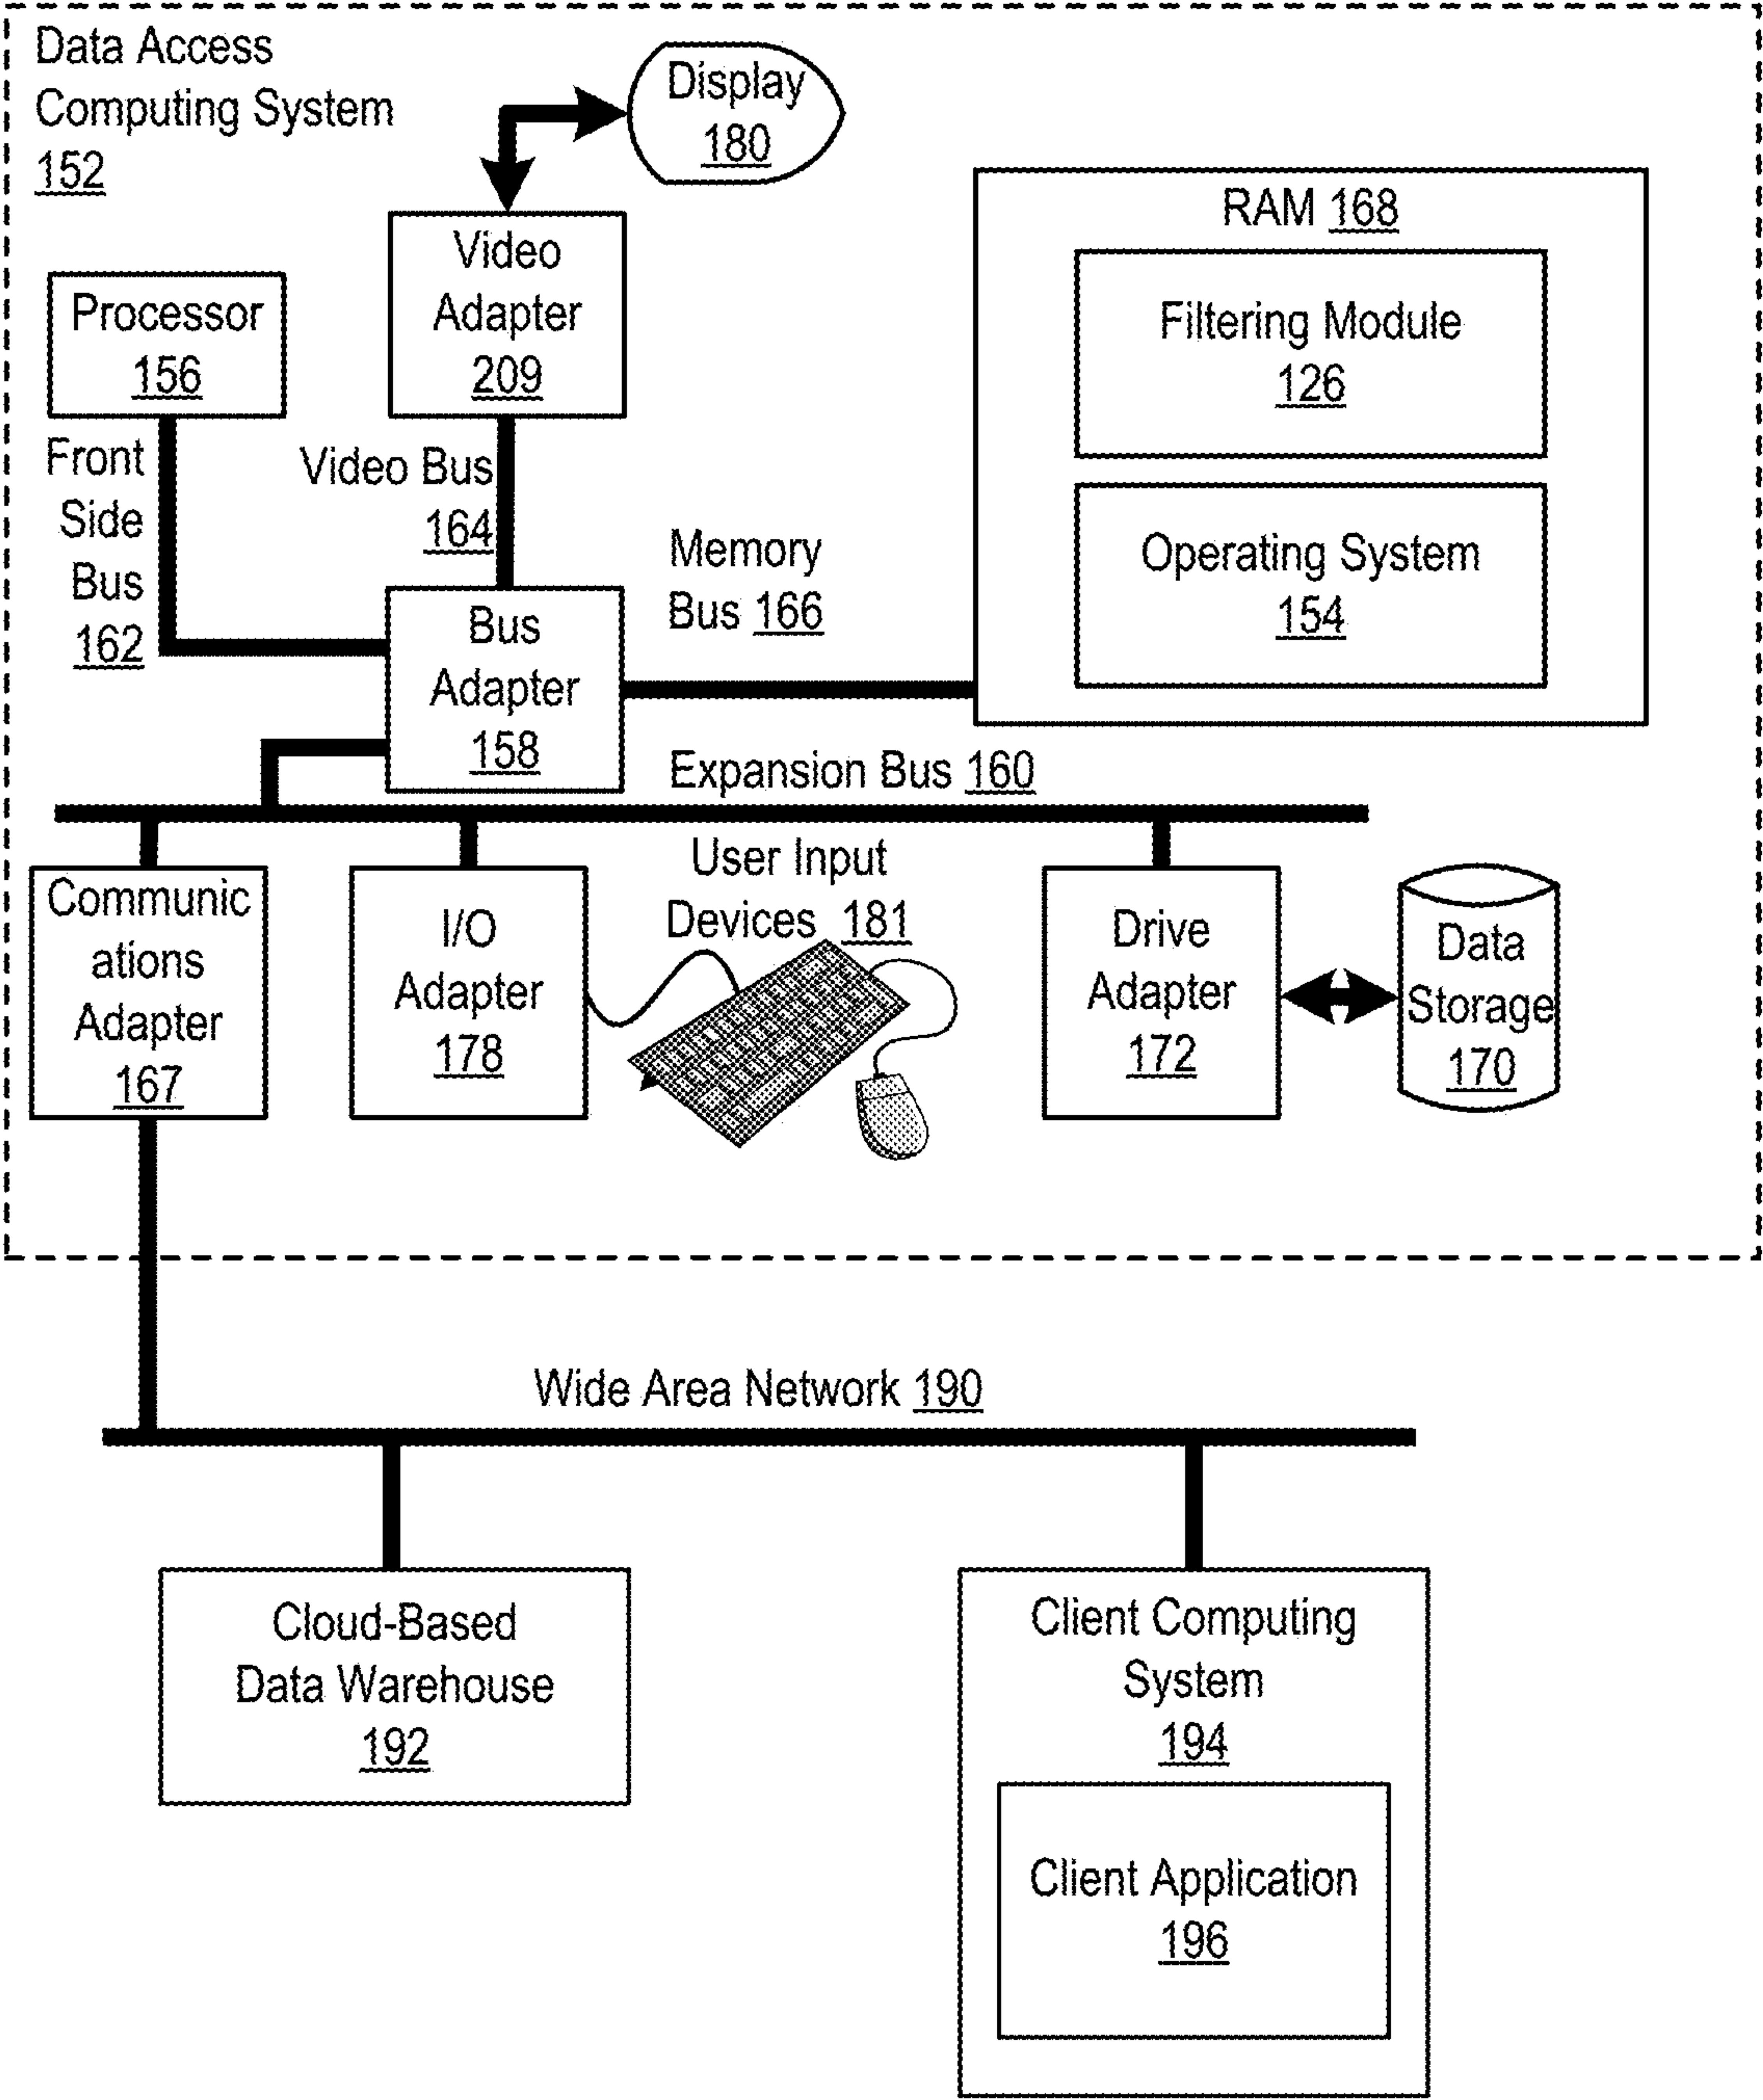 Data Access
Computing System
152
Display
180
Video
Adapter
209
RAM 168
Filtering Module
126
Operating System
154
Processor
156
Front
Side
Bus
162
Video Bus
164
Memory
Bus 166
Bus
Adapter
158
Expansion Bus 160
Communic
ations
Adapter
167
I/O
Adapter
178
User Input
Devices 181
Drive
Adapter
172
Data
Storage
170
Wide Area Network 190
Cloud-Based
Data Warehouse
192
Client Computing
System
194
Client Application
196